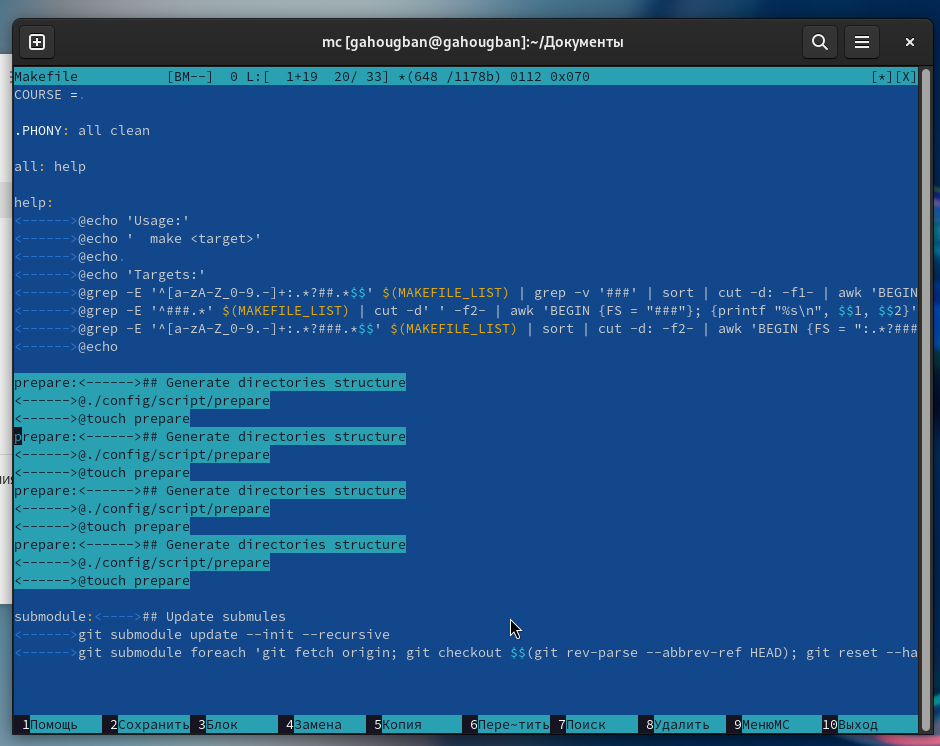 mc [gahougban@gahougban]:~/Документы
Makefile [BM--] 0 L:[ 1+19 20/ 33] *(648 /1178b) 0112 0x070 [*][X]
COURSE =.
.PHONY: all clean
all: help
help:
<------>@echo 'Usage:'
<------>@echo '  make <target>'
<------>@echo.
<------>@echo 'Targets:'
<------>@grep -E '^[a-zA-Z_0-9.-]+:.*?##.*$$' $(MAKEFILE_LIST) | grep -v '###' | sort | cut -d: -f1- | awk 'BEGIN
<------>@grep -E '^###.*' $(MAKEFILE_LIST) | cut -d' ' -f2- | awk 'BEGIN {FS = "###"}; {printf "%s\n", $$1, $$2}'
<------>@grep -E '^[a-zA-Z_0-9.-]+:.*?###.*$$' $(MAKEFILE_LIST) | sort | cut -d: -f2- | awk 'BEGIN {FS = ":.*?###
<------>@echo
prepare:<------>## Generate directories structure
<------>@./config/script/prepare
<------>@touch prepare
prepare:<------>## Generate directories structure
<------>@./config/script/prepare
<------>@touch prepare
prepare:<------>## Generate directories structure
<------>@./config/script/prepare
<------>@touch prepare
prepare:<------>## Generate directories structure
<------>@./config/script/prepare
<------>@touch prepare
submodule:<---->## Update submules
<------>git submodule update --init --recursive
<------>git submodule foreach 'git fetch origin; git checkout $$(git rev-parse --abbrev-ref HEAD); git reset --ha
1Помощь 2Сохранить 3Блок 4Замена 5Копия 6Пере~тить 7Поиск 8Удалить 9МенюMC 10Выход